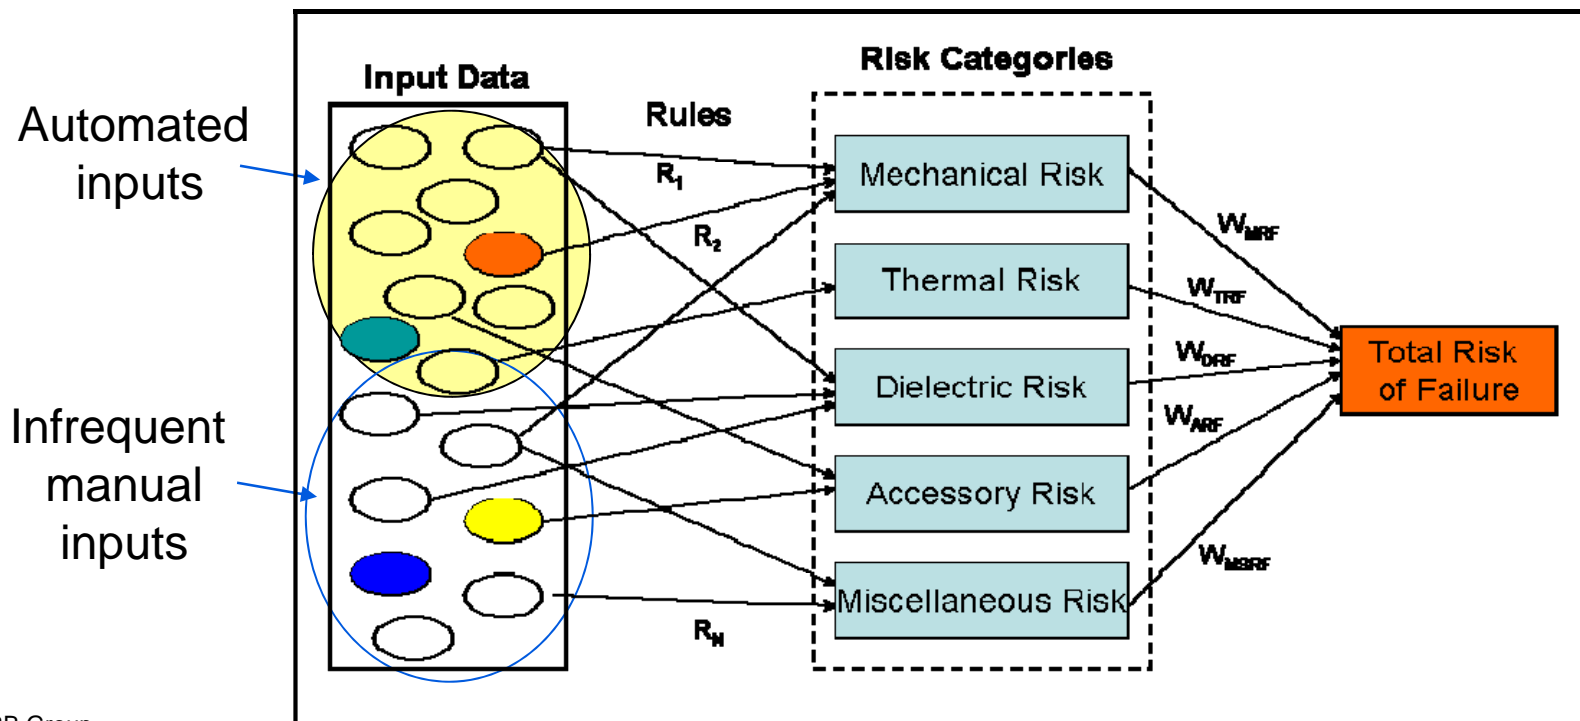 Automated
inputs
Infrequent
manual
inputs
Input Data
Rules
R1
R2
RN
Risk Categories
Mechanical Risk
Thermal Risk
Dielectric Risk
Accessory Risk
Miscellaneous Risk
WMRF
WTRF
WDRF
WARF
WMSRF
Total Risk
of Failure
Group